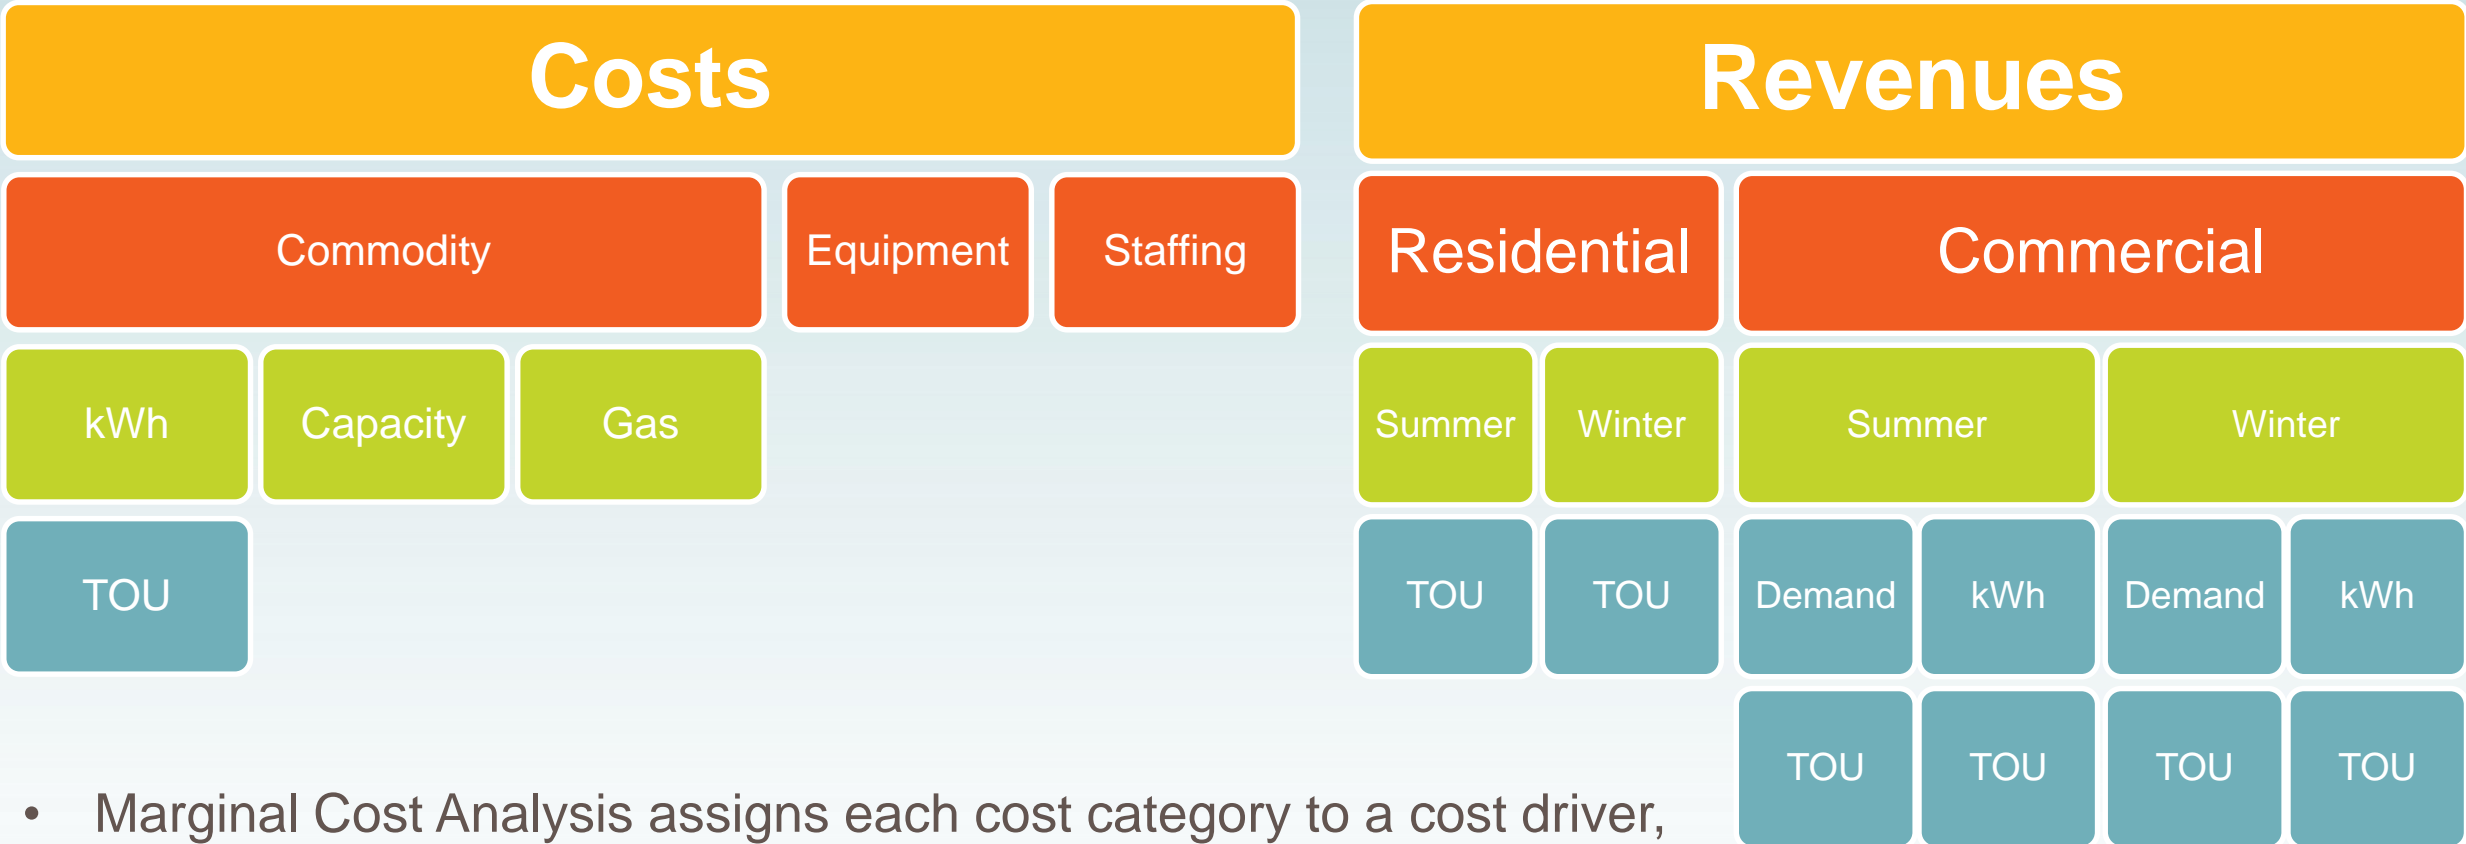 Costs
Revenues
Commodity
Equipment
Staffing
Residential
Commercial
kWh
Capacity
Gas
Summer
Winter
Summer
Winter
TOU
TOU
TOU
Demand
kWh
Demand
kWh
TOU
TOU
TOU
TOU
• Marginal Cost Analysis assigns each cost category to a cost driver,